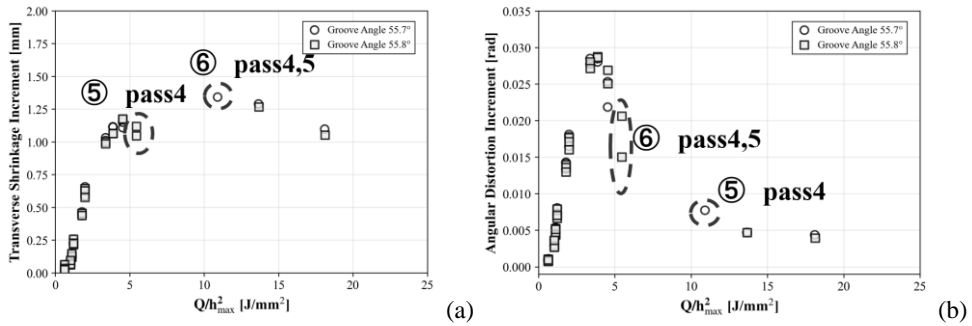 2.00
1.75
1.50
1.25
1.00
0.75
0.50
0.25
0.00
0
5
10
15
20
25
Transverse Shrinkage Increment [mm]
Q/h²max [J/mm²]
Groove Angle 55.7°
Groove Angle 55.8°
⑤ pass4
⑥ pass4,5
(a)
0.035
0.030
0.025
0.020
0.015
0.010
0.005
0.000
0
5
10
15
20
25
Angular Distortion Increment [rad]
Q/h²max [J/mm²]
Groove Angle 55.7°
Groove Angle 55.8°
⑥ pass4,5
⑤ pass4
(b)